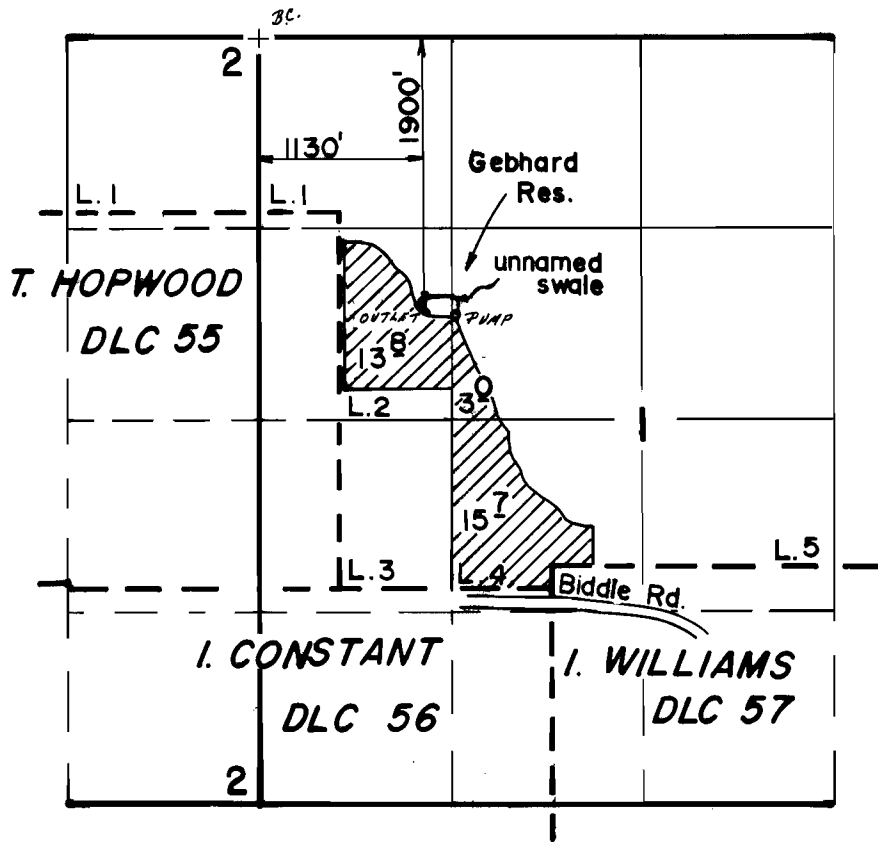 B.C.
2
1900'
1130'
Gebhard
Res.
L.1
L.1
unnamed
swale
T. HOPWOOD
DLC 55
OUTLET
PUMP
13 8
3 0
L.2
15 7
L.5
L.3
L.4
Biddle Rd.
I. CONSTANT
DLC 56
I. WILLIAMS
DLC 57
2